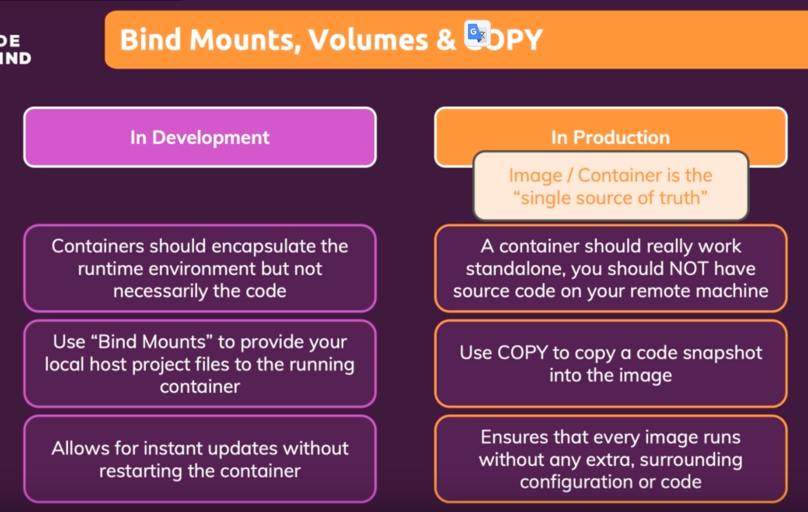 Bind Mounts, Volumes & COPY
In Development
Containers should encapsulate the
runtime environment but not
necessarily the code
Use “Bind Mounts” to provide your
local host project files to the running
container
Allows for instant updates without
restarting the container
In Production
Image / Container is the
“single source of truth”
A container should really work
standalone, you should NOT have
source code on your remote machine
Use COPY to copy a code snapshot
into the image
Ensures that every image runs
without any extra, surrounding
configuration or code